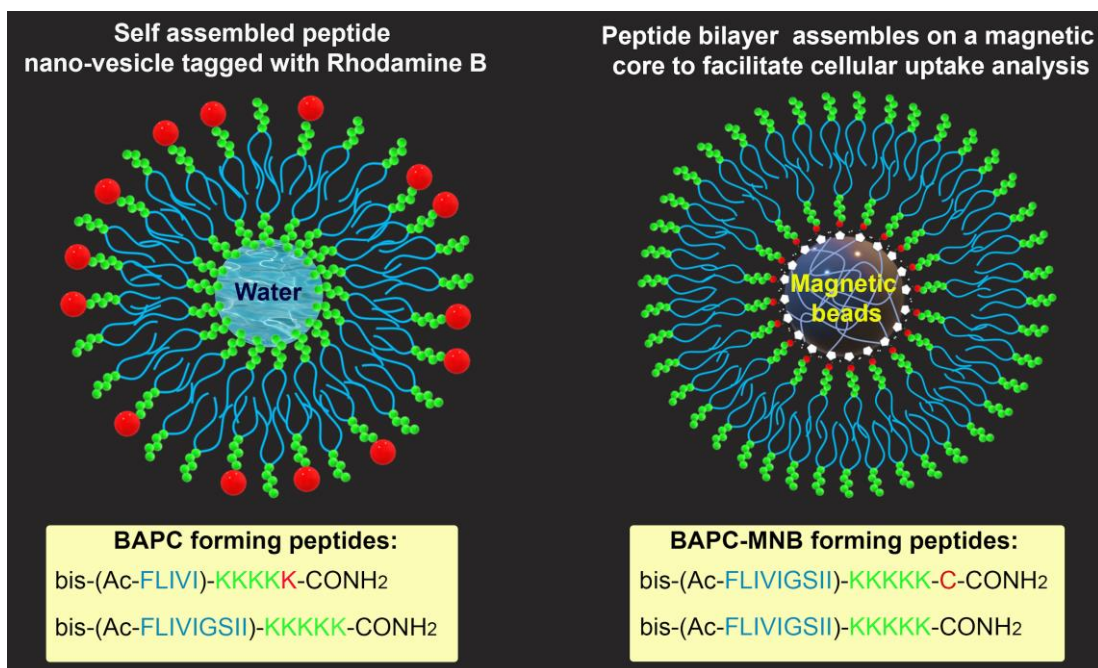 Self assembled peptide
nano-vesicle tagged with Rhodamine B
Water
BAPC forming peptides:
bis-(Ac-FLIVI)-KKKKK-CONH2
bis-(Ac-FLIVIGSII)-KKKKK-CONH2
Peptide bilayer assembles on a magnetic
core to facilitate cellular uptake analysis
Magnetic
beads
BAPC-MNB forming peptides:
bis-(Ac-FLIVIGSII)-KKKKK-C-CONH2
bis-(Ac-FLIVIGSII)-KKKKK-CONH2